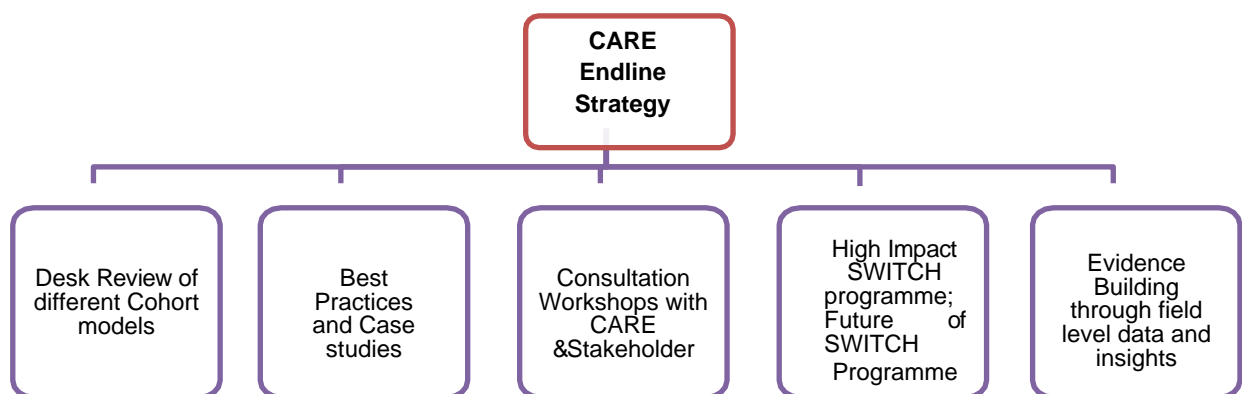 CARE
Endline
Strategy
Desk Review of
different Cohort
models
Best
Practices
and Case
studies
Consultation
Workshops with
CARE
&Stakeholder
High Impact
SWITCH
programme;
Future of
SWITCH
Programme
Evidence
Building
through field
level data and
insights